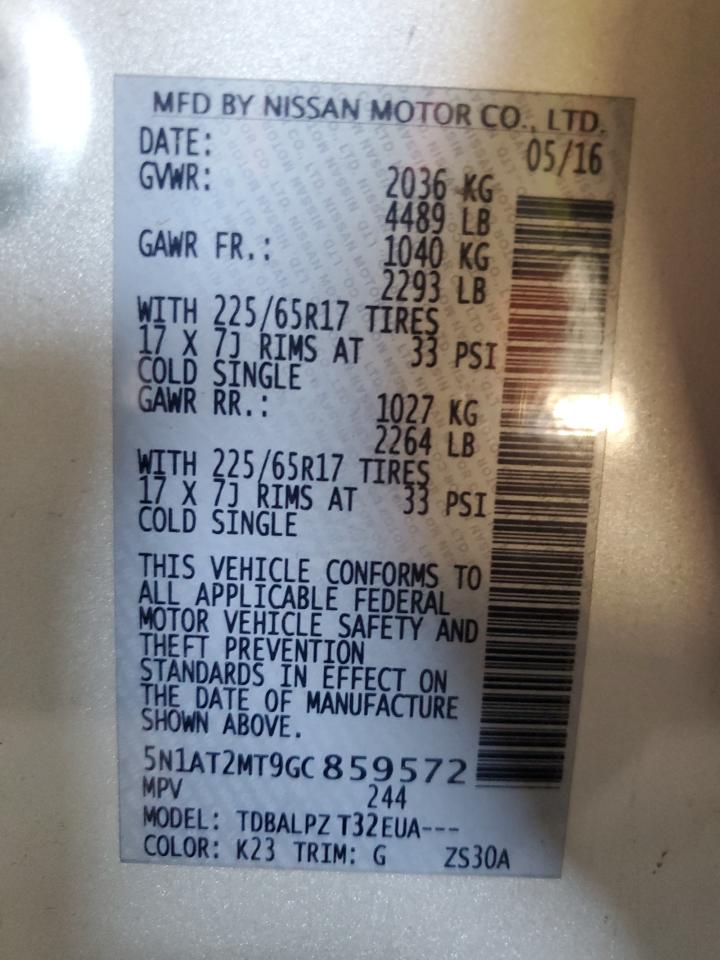 MFD BY NISSAN MOTOR CO., LTD.
DATE: 05/16
GVWR: 2036 KG
4489 LB
GAWR FR.: 1040 KG
2293 LB
WITH 225/65R17 TIRES
17 X 7J RIMS AT 33 PSI
COLD SINGLE
GAWR RR.: 1027 KG
2264 LB
WITH 225/65R17 TIRES
17 X 7J RIMS AT 33 PSI
COLD SINGLE
THIS VEHICLE CONFORMS TO
ALL APPLICABLE FEDERAL
MOTOR VEHICLE SAFETY AND
THEFT PREVENTION
STANDARDS IN EFFECT ON
THE DATE OF MANUFACTURE
SHOWN ABOVE.
5N1AT2MT9GC859572
MPV 244
MODEL: TDBALPZ T32EUA---
COLOR: K23 TRIM: G ZS30A